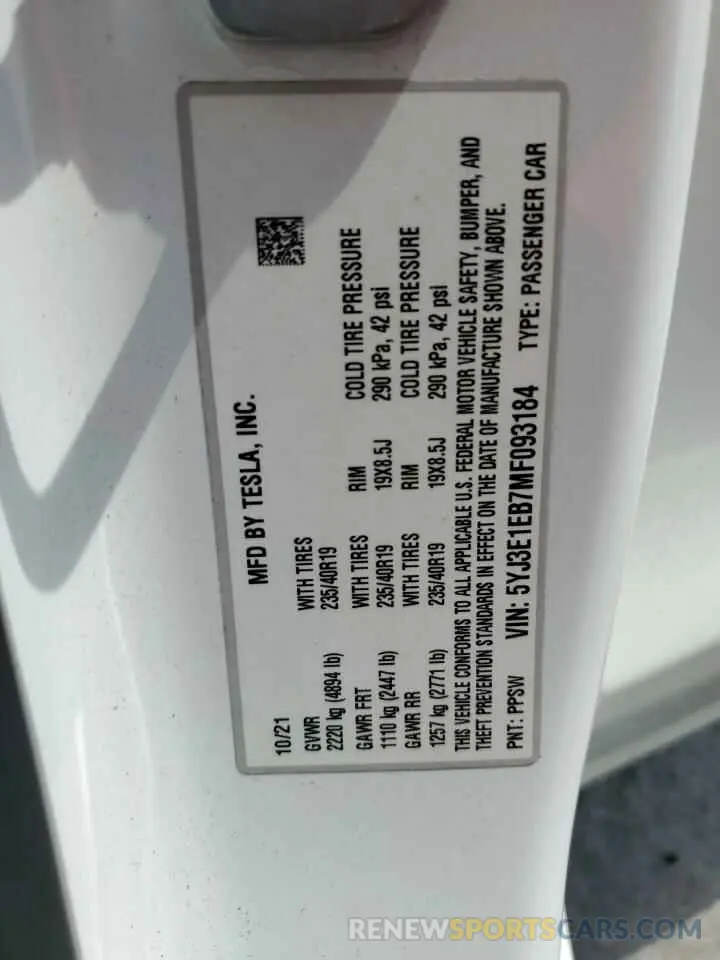 MFD BY TESLA, INC.
10/21
GVWR WITH TIRES
2220 kg (4894 lb) 235/40R19
GAWR FRT WITH TIRES RIM COLD TIRE PRESSURE
1110 kg (2447 lb) 235/40R19 19X8.5J 290 kPa, 42 psi
GAWR RR WITH TIRES RIM COLD TIRE PRESSURE
1257 kg (2771 lb) 235/40R19 19X8.5J 290 kPa, 42 psi
THIS VEHICLE CONFORMS TO ALL APPLICABLE U.S. FEDERAL MOTOR VEHICLE SAFETY, BUMPER, AND
THEFT PREVENTION STANDARDS IN EFFECT ON THE DATE OF MANUFACTURE SHOWN ABOVE.
PNT: PPSW VIN: 5YJ3E1EB7MF093184 TYPE: PASSENGER CAR
RENEWSPORTSCARS.COM